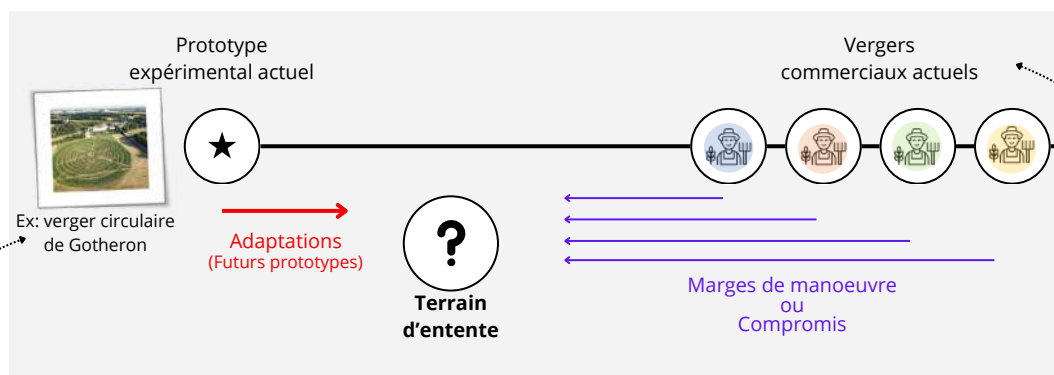 Prototype
expérimental actuel
Vergers
commerciaux actuels
Ex: verger circulaire
de Gotheron
Adaptations
(Futurs prototypes)
?
Terrain
d'entente
Marges de manoeuvre
ou
Compromis